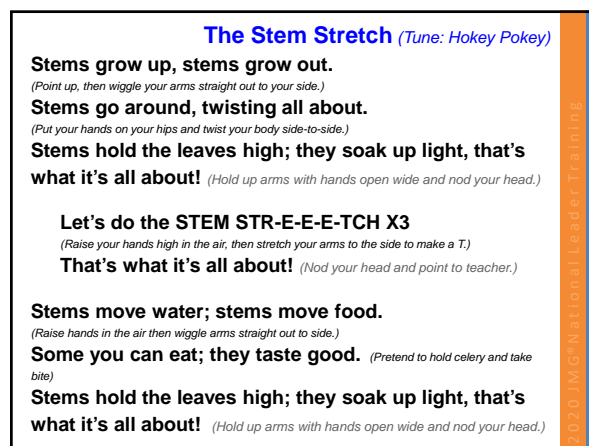 The Stem Stretch (Tune: Hokey Pokey)
Stems grow up, stems grow out.
(Point up, then wiggle your arms straight out to your side.)
Stems go around, twisting all about.
(Put your hands on your hips and twist your body side-to-side.)
Stems hold the leaves high; they soak up light, that's
what it's all about! (Hold up arms with hands open wide and nod your head.)
Let's do the STEM STR-E-E-E-TCH X3
(Raise your hands high in the air, then stretch your arms to the side to make a T.)
That's what it's all about! (Nod your head and point to teacher.)
Stems move water; stems move food.
(Raise hands in the air then wiggle arms straight out to side.)
Some you can eat; they taste good. (Pretend to hold celery and take
bite)
Stems hold the leaves high; they soak up light, that's
what it's all about! (Hold up arms with hands open wide and nod your head.)
2020 JMG® National Leader Training